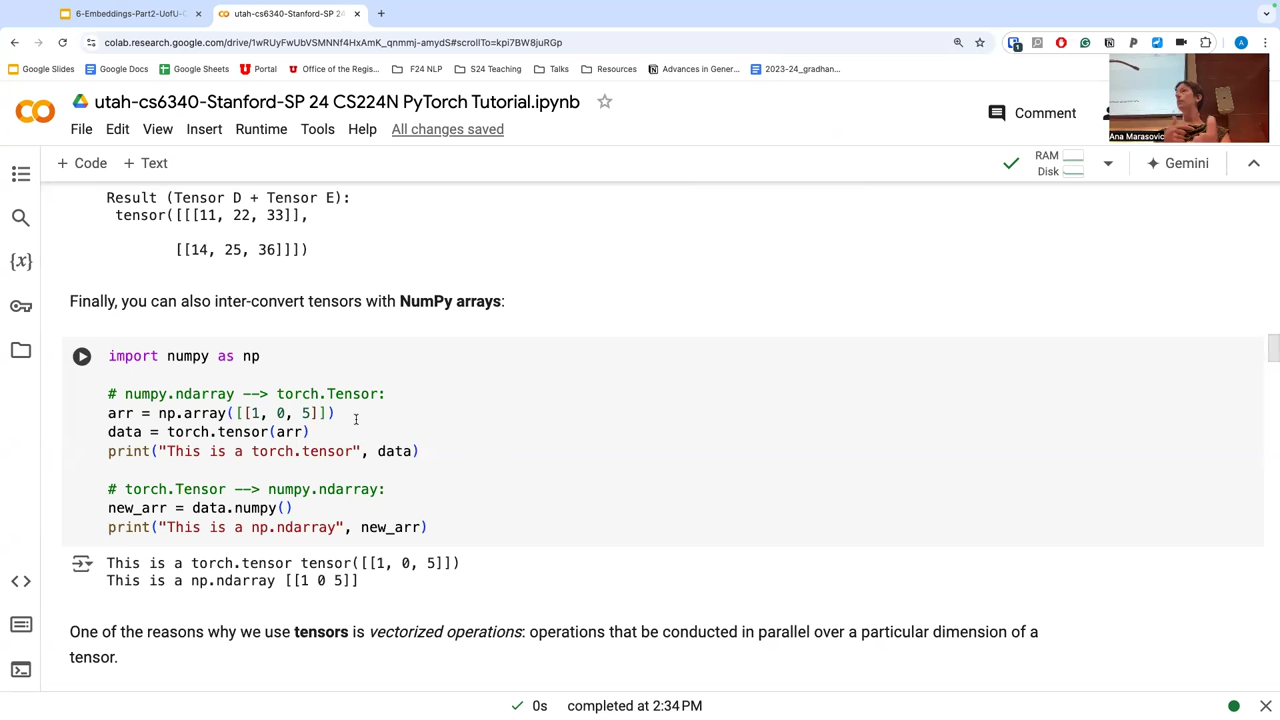 6-Embeddings-Part2-UofU-C
utah-cs6340-Stanford-SP 24
colab.research.google.com/drive/1wRUyFwUbVSMNNf4HxAmK_qnmmj-amydS#scrollTo=kpi7BW8juRGp
Google Slides
Google Docs
Google Sheets
Portal
Office of the Regis...
F24 NLP
S24 Teaching
Talks
Resources
Advances in Gener...
2023-24_gradhan...
utah-cs6340-Stanford-SP 24 CS224N PyTorch Tutorial.ipynb
Comment
Ana Marasovic
File Edit View Insert Runtime Tools Help All changes saved
+ Code + Text
RAM
Disk
Gemini
Result (Tensor D + Tensor E):
tensor([[[11, 22, 33]],
[[14, 25, 36]]])
Finally, you can also inter-convert tensors with NumPy arrays:
import numpy as np
# numpy.ndarray --> torch.Tensor:
arr = np.array([[1, 0, 5]])
data = torch.tensor(arr)
print("This is a torch.tensor", data)
# torch.Tensor --> numpy.ndarray:
new_arr = data.numpy()
print("This is a np.ndarray", new_arr)
This is a torch.tensor tensor([[1, 0, 5]])
This is a np.ndarray [[1 0 5]]
One of the reasons why we use tensors is vectorized operations: operations that be conducted in parallel over a particular dimension of a
tensor.
0s completed at 2:34 PM